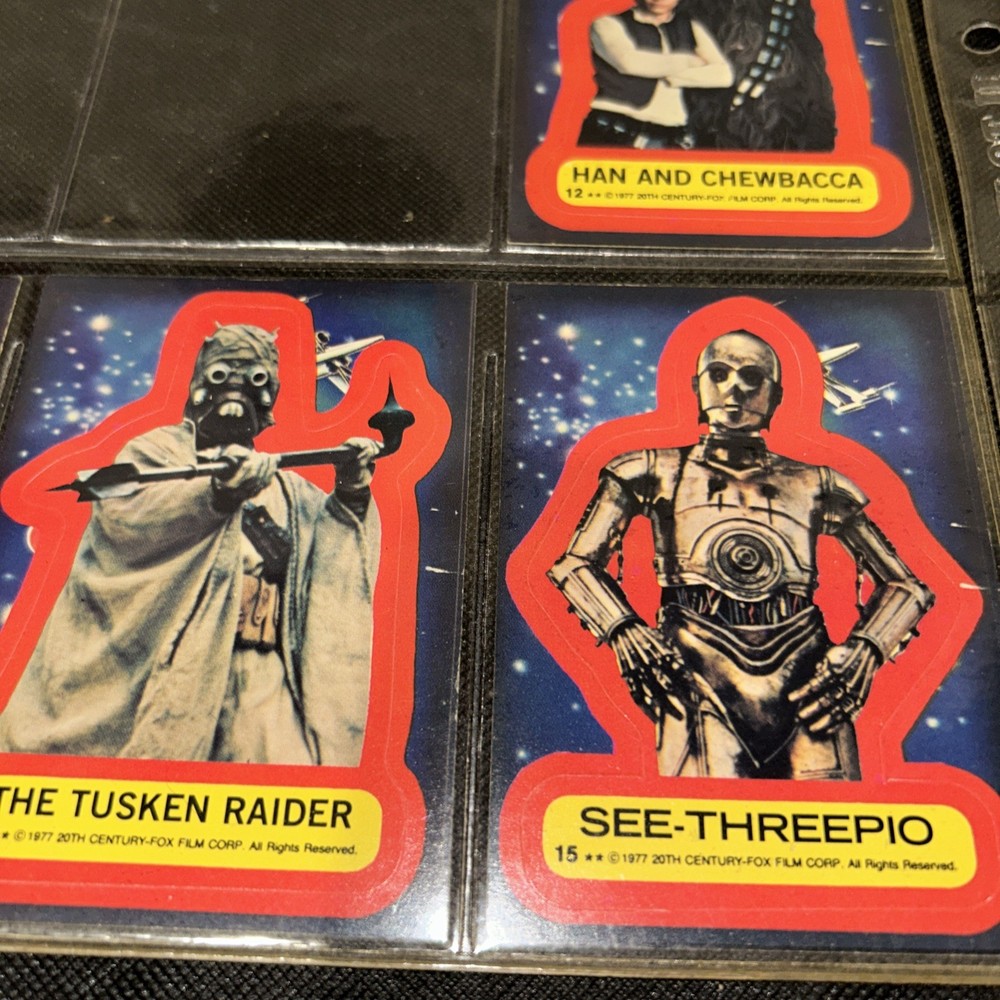 HAN AND CHEWBACCA
12 ★★ ©1977 20TH CENTURY-FOX FILM CORP. All Rights Reserved.
THE TUSKEN RAIDER
★ ©1977 20TH CENTURY-FOX FILM CORP. All Rights Reserved.
SEE-THREEPIO
15 ★★ ©1977 20TH CENTURY-FOX FILM CORP. All Rights Reserved.